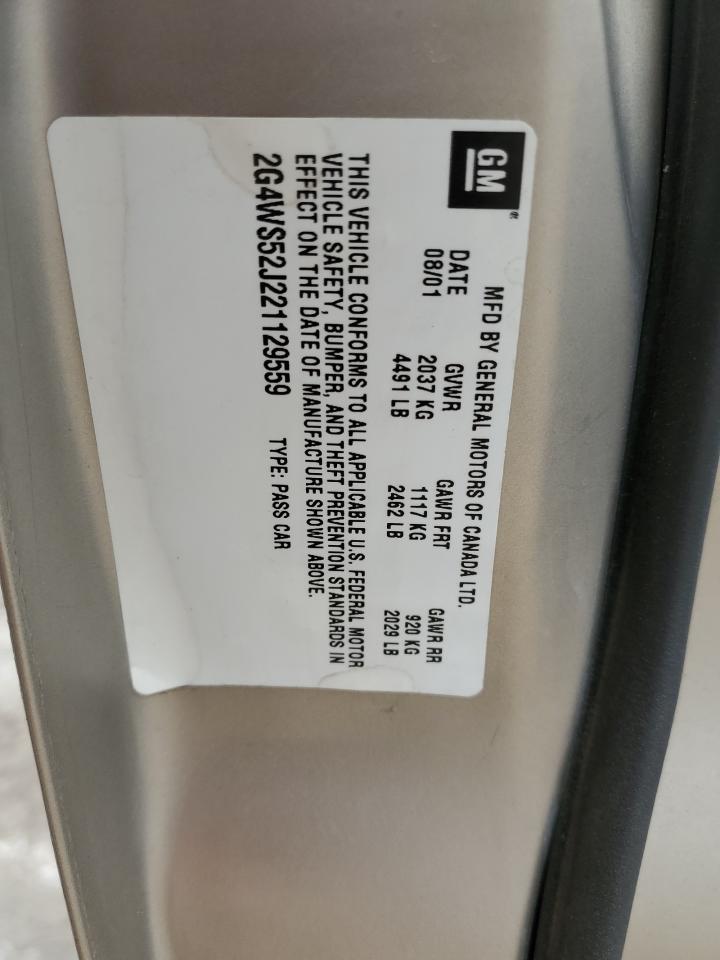 GM
MFD BY GENERAL MOTORS OF CANADA LTD.
DATE GVWR GAWR FRT GAWR RR
08/01 2037 KG 1117 KG 920 KG
4491 LB 2462 LB 2029 LB
THIS VEHICLE CONFORMS TO ALL APPLICABLE U.S. FEDERAL MOTOR
VEHICLE SAFETY, BUMPER, AND THEFT PREVENTION STANDARDS IN
EFFECT ON THE DATE OF MANUFACTURE SHOWN ABOVE.
2G4WS52J221129559 TYPE: PASS CAR